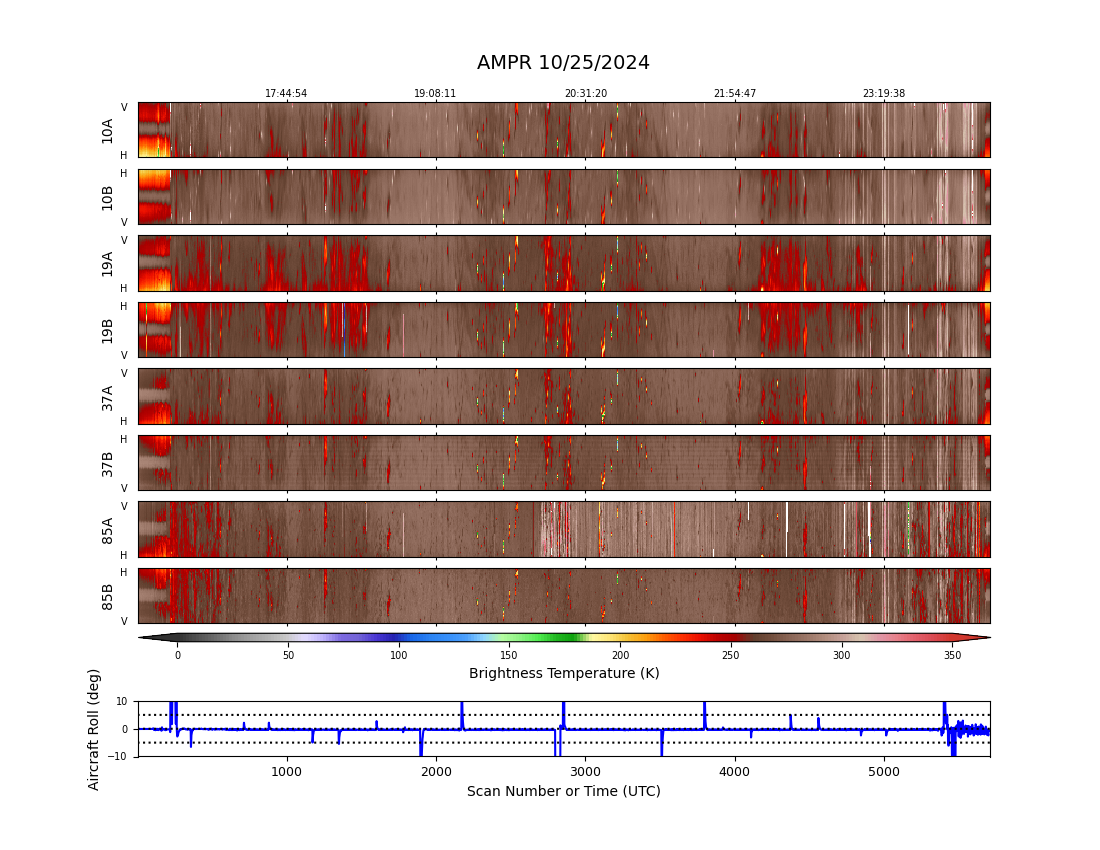 AMPR 10/25/2024
17:44:54 19:08:11 20:31:20 21:54:47 23:19:38
V
10A
H
H
10B
V
V
19A
H
H
19B
V
V
37A
H
H
37B
V
V
85A
H
H
85B
V
0 50 100 150 200 250 300 350
Brightness Temperature (K)
Aircraft Roll (deg)
10
0
−10
1000 2000 3000 4000 5000
Scan Number or Time (UTC)